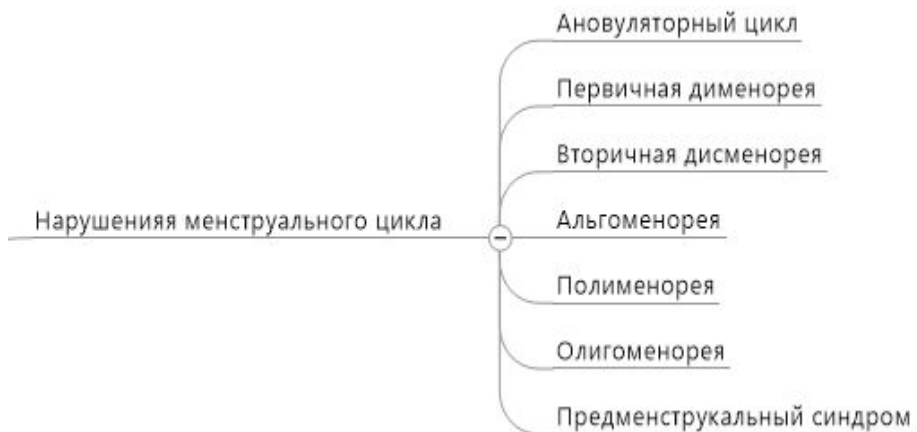 Ановуляторный цикл
Первичная дименорея
Вторичная дисменорея
Нарушенияя менструального цикла
Альгоменорея
Полименорея
Олигоменорея
Предменструкальный синдром